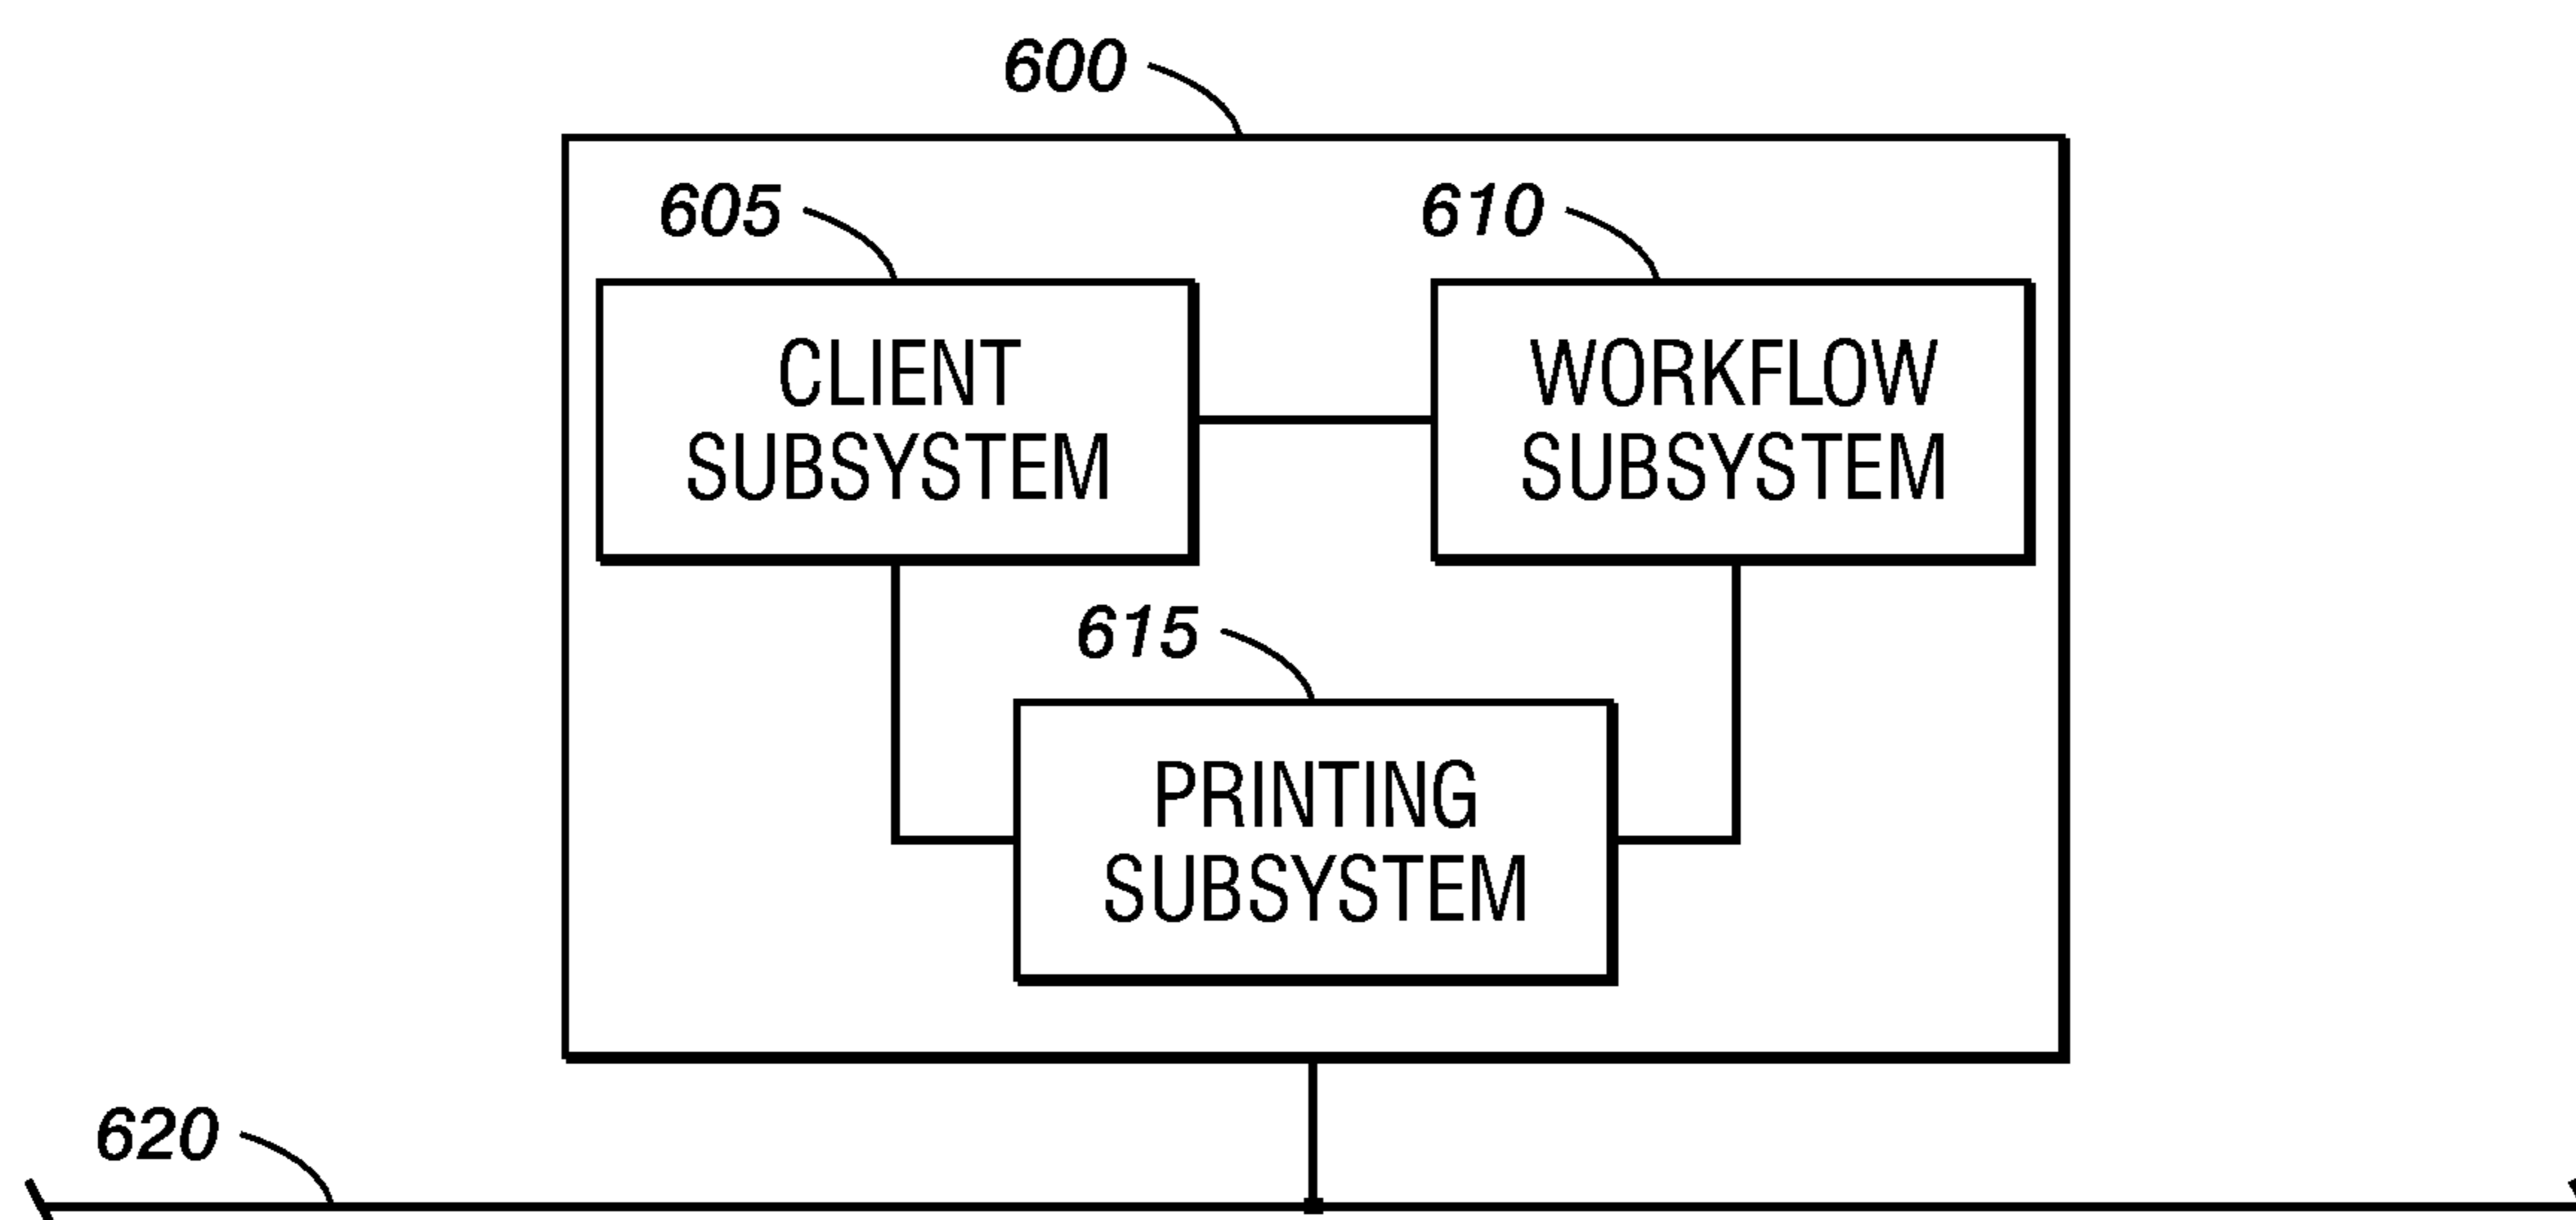 600
605
610
CLIENT
SUBSYSTEM
WORKFLOW
SUBSYSTEM
615
PRINTING
SUBSYSTEM
620